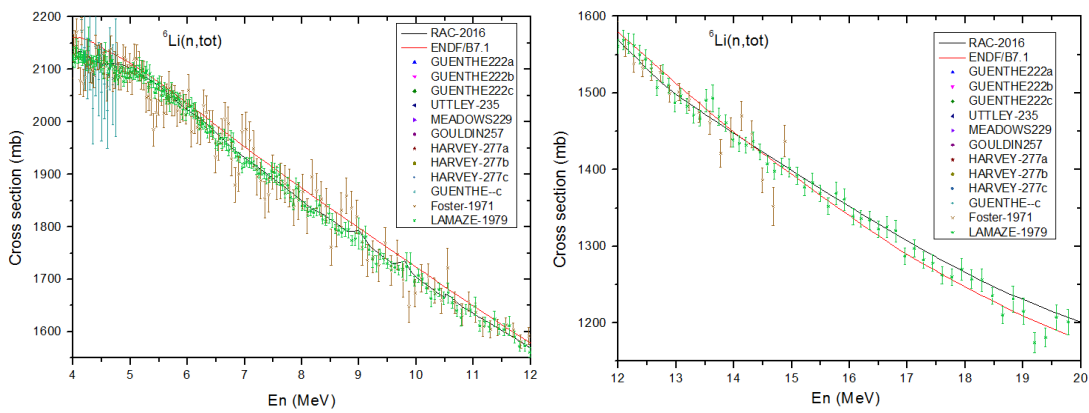 ⁶Li(n,tot)
RAC-2016
ENDF/B7.1
GUENTHE222a
GUENTHE222b
GUENTHE222c
UTTLEY-235
MEADOWS229
GOULDIN257
HARVEY-277a
HARVEY-277b
HARVEY-277c
GUENTHE--c
Foster-1971
LAMAZE-1979
Cross section (mb)
2200
2100
2000
1900
1800
1700
1600
4 5 6 7 8 9 10 11 12
En (MeV)
⁶Li(n,tot)
RAC-2016
ENDF/B7.1
GUENTHE222a
GUENTHE222b
GUENTHE222c
UTTLEY-235
MEADOWS229
GOULDIN257
HARVEY-277a
HARVEY-277b
HARVEY-277c
GUENTHE--c
Foster-1971
LAMAZE-1979
Cross section (mb)
1600
1500
1400
1300
1200
12 13 14 15 16 17 18 19 20
En (MeV)